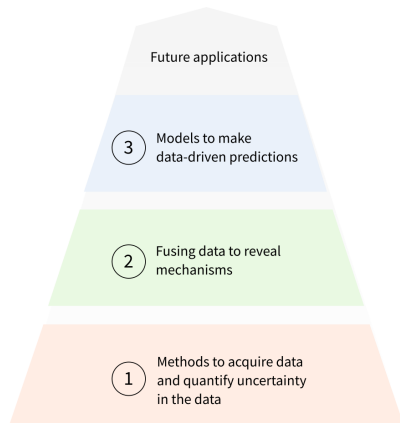 Future applications
3
Models to make
data-driven predictions
2
Fusing data to reveal
mechanisms
1
Methods to acquire data
and quantify uncertainty
in the data